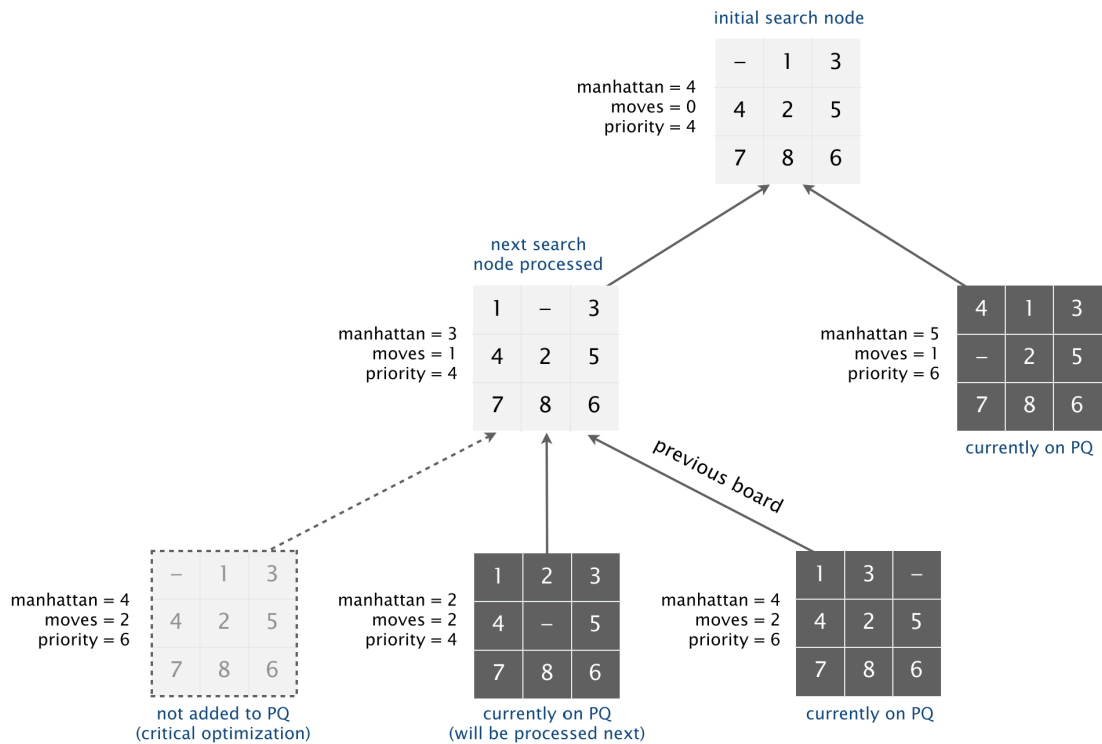 initial search node
manhattan = 4
moves = 0
priority = 4
– 1 3
4 2 5
7 8 6
next search
node processed
manhattan = 3
moves = 1
priority = 4
1 – 3
4 2 5
7 8 6
manhattan = 5
moves = 1
priority = 6
4 1 3
– 2 5
7 8 6
currently on PQ
previous board
manhattan = 4
moves = 2
priority = 6
– 1 3
4 2 5
7 8 6
not added to PQ
(critical optimization)
manhattan = 2
moves = 2
priority = 4
1 2 3
4 – 5
7 8 6
currently on PQ
(will be processed next)
manhattan = 4
moves = 2
priority = 6
1 3 –
4 2 5
7 8 6
currently on PQ